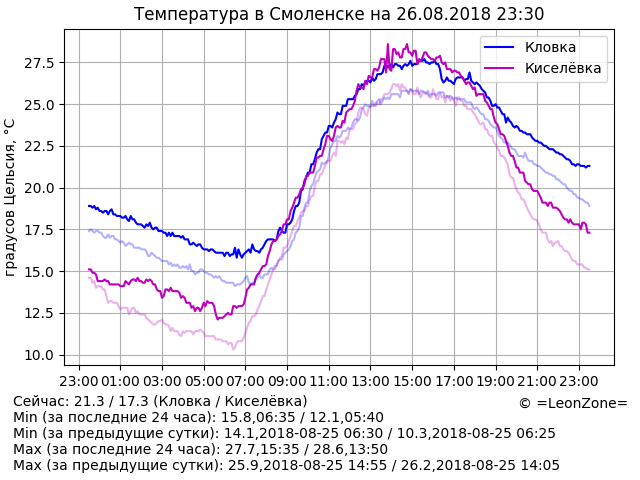 Температура в Смоленске на 26.08.2018 23:30
Кловка
Киселёвка
градусов Цельсия, °С
27.5
25.0
22.5
20.0
17.5
15.0
12.5
10.0
23:00 01:00 03:00 05:00 07:00 09:00 11:00 13:00 15:00 17:00 19:00 21:00 23:00
Сейчас: 21.3 / 17.3 (Кловка / Киселёвка)
© =LeonZone=
Min (за последние 24 часа): 15.8,06:35 / 12.1,05:40
Min (за предыдущие сутки): 14.1,2018-08-25 06:30 / 10.3,2018-08-25 06:25
Max (за последние 24 часа): 27.7,15:35 / 28.6,13:50
Max (за предыдущие сутки): 25.9,2018-08-25 14:55 / 26.2,2018-08-25 14:05